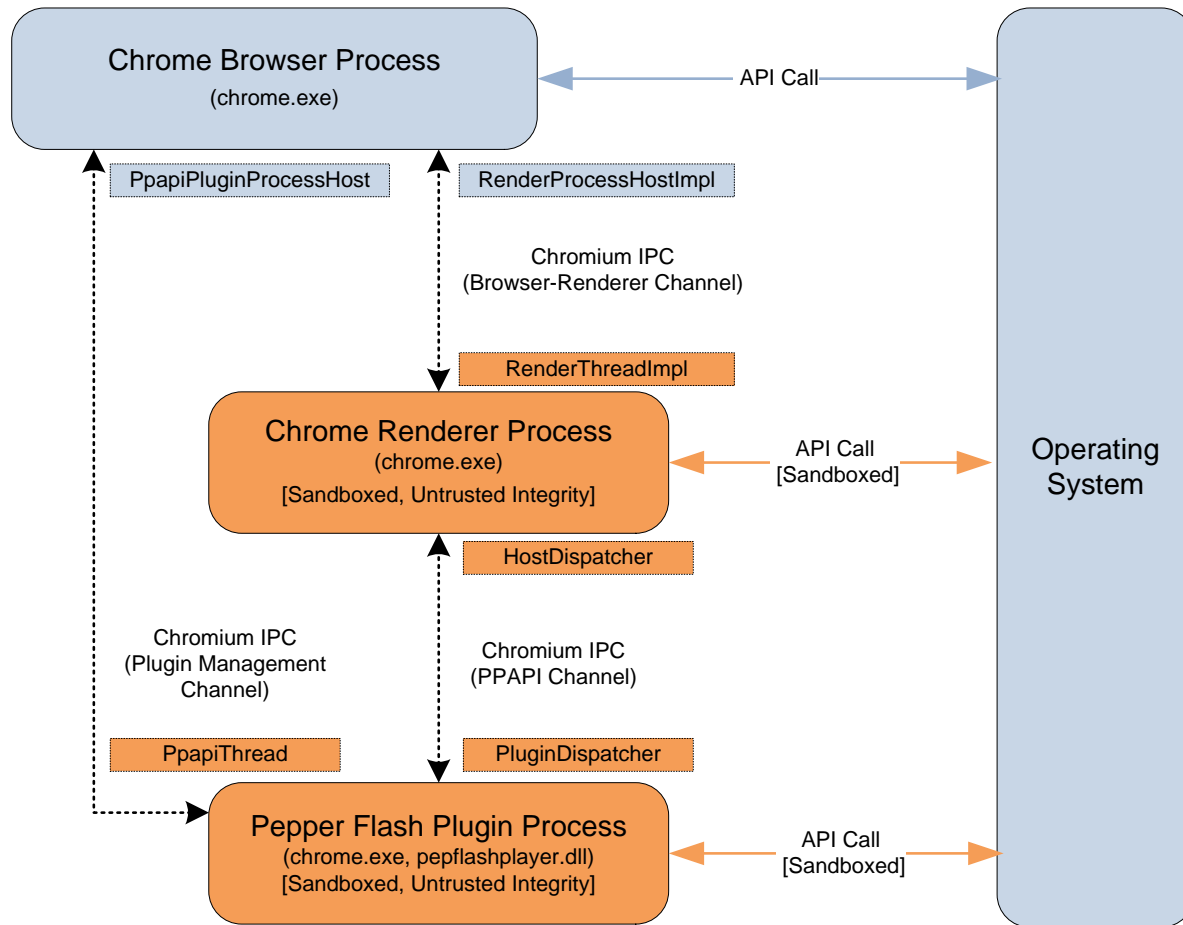 Chrome Browser Process
(chrome.exe)
API Call
PpapiPluginProcessHost
RenderProcessHostImpl
Chromium IPC
(Browser-Renderer Channel)
RenderThreadImpl
Chrome Renderer Process
(chrome.exe)
[Sandboxed, Untrusted Integrity]
API Call
[Sandboxed]
Operating
System
HostDispatcher
Chromium IPC
(Plugin Management
Channel)
Chromium IPC
(PPAPI Channel)
PpapiThread
PluginDispatcher
Pepper Flash Plugin Process
(chrome.exe, pepflashplayer.dll)
[Sandboxed, Untrusted Integrity]
API Call
[Sandboxed]